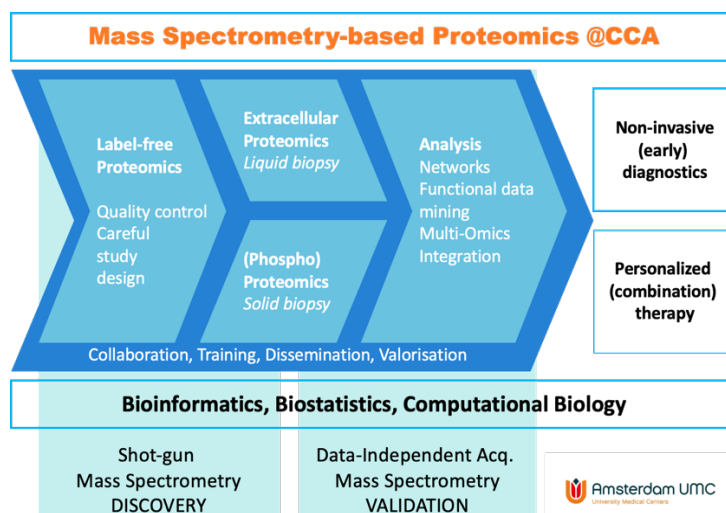 Mass Spectrometry-based Proteomics @CCA
Label-free
Proteomics
Quality control
Careful
study
design
Extracellular
Proteomics
Liquid biopsy
(Phospho)
Proteomics
Solid biopsy
Analysis
Networks
Functional data
mining
Multi-Omics
Integration
Collaboration, Training, Dissemination, Valorisation
Non-invasive
(early)
diagnostics
Personalized
(combination)
therapy
Bioinformatics, Biostatistics, Computational Biology
Shot-gun
Mass Spectrometry
DISCOVERY
Data-Independent Acq.
Mass Spectrometry
VALIDATION
Amsterdam UMC
University Medical Centers